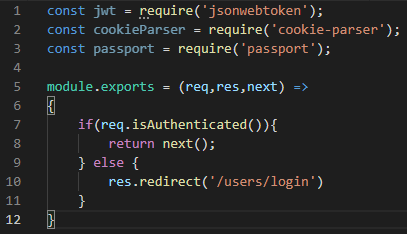 1 const jwt = require('jsonwebtoken');
2 const cookieParser = require('cookie-parser');
3 const passport = require('passport');
4
5 module.exports = (req,res,next) =>
6 {
7     if(req.isAuthenticated()){
8         return next();
9     } else {
10         res.redirect('/users/login')
11     }
12 }